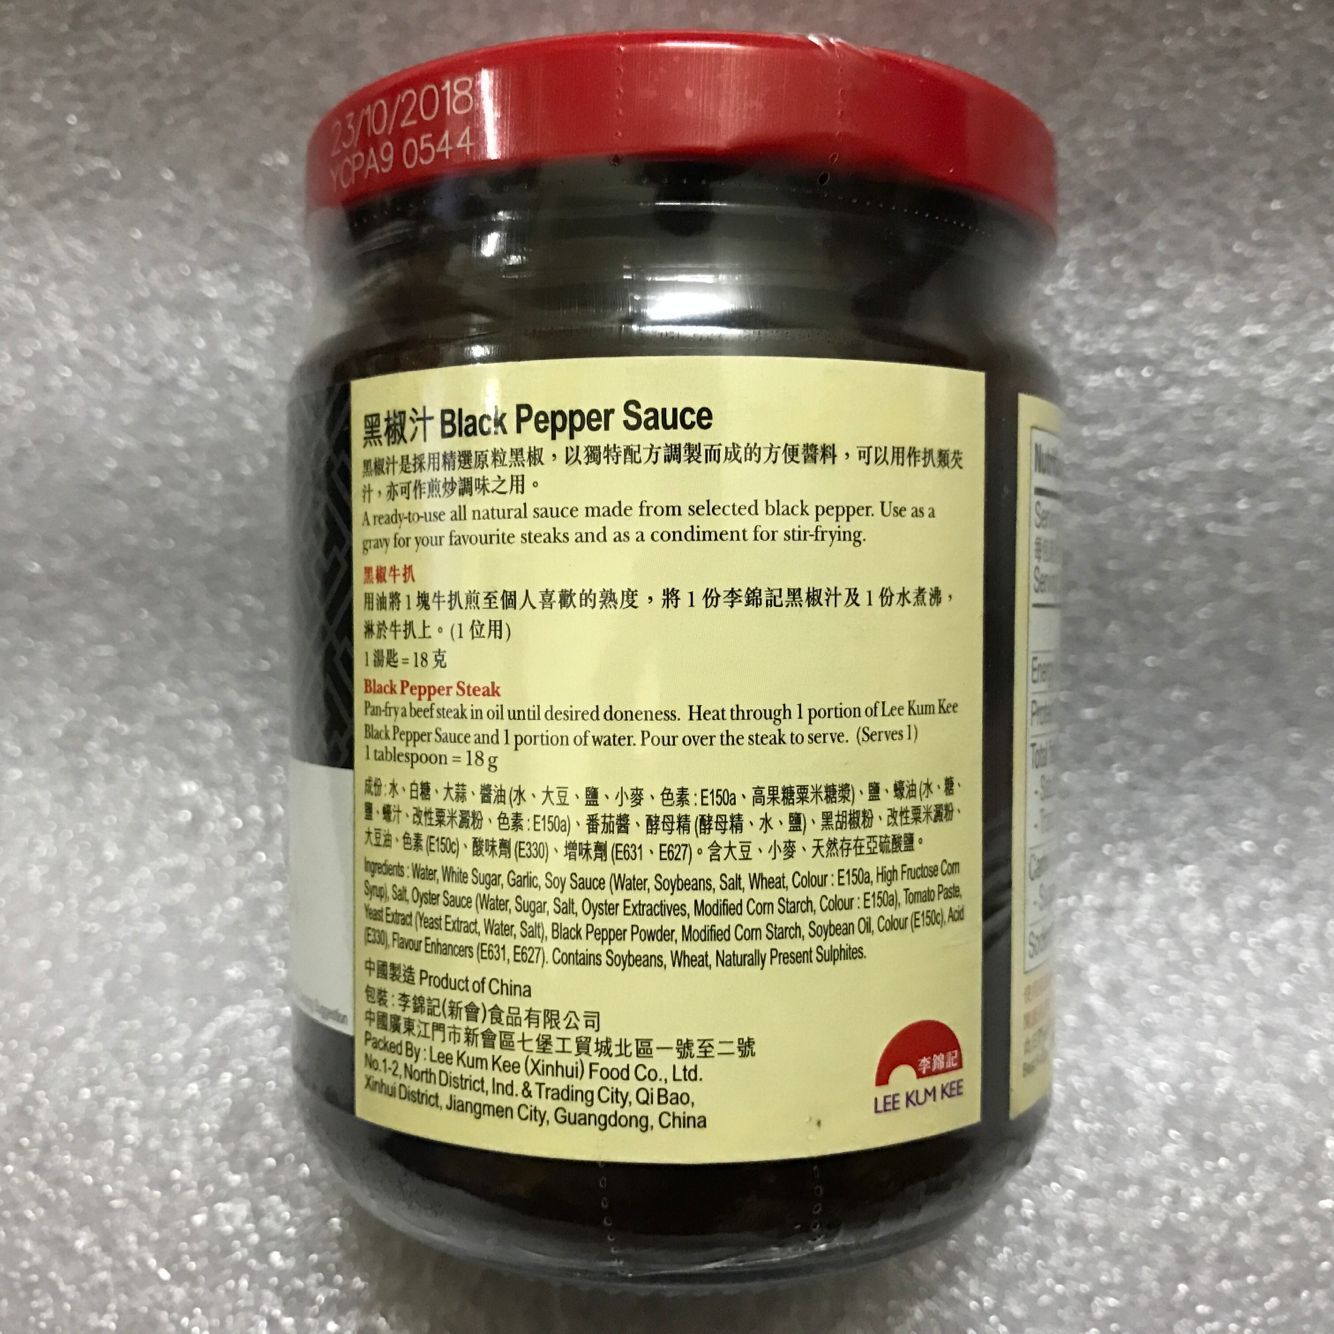 23/10/2018
YCPA9 0544
黑椒汁 Black Pepper Sauce
黑椒汁是採用精選原粒黑椒，以獨特配方調製而成的方便醬料，可以用作扒類芡
汁，亦可作煎炒調味之用。
A ready-to-use all natural sauce made from selected black pepper. Use as a
gravy for your favourite steaks and as a condiment for stir-frying.
黑椒牛扒
用油將1塊牛扒煎至個人喜歡的熟度，將1份李錦記黑椒汁及1份水煮沸，
淋於牛扒上。(1位用)
1湯匙=18克
Black Pepper Steak
Pan-fry a beef steak in oil until desired doneness. Heat through 1 portion of Lee Kum Kee
Black Pepper Sauce and 1 portion of water. Pour over the steak to serve. (Serves 1)
1 tablespoon = 18 g
成份:水、白糖、大蒜、醬油(水、大豆、鹽、小麥、色素:E150a、高果糖粟米糖漿)、鹽、蠔油(水、糖、
鹽、蠔汁、改性粟米澱粉、色素:E150a)、番茄醬、酵母精(酵母精、水、鹽)、黑胡椒粉、改性粟米澱粉、
大豆油、色素(E150c)、酸味劑(E330)、增味劑(E631、E627)。含大豆、小麥、天然存在亞硫酸鹽。
Ingredients : Water, White Sugar, Garlic, Soy Sauce (Water, Soybeans, Salt, Wheat, Colour : E150a, High Fructose Corn
Syrup), Salt, Oyster Sauce (Water, Sugar, Salt, Oyster Extractives, Modified Corn Starch, Colour : E150a), Tomato Paste,
Yeast Extract (Yeast Extract, Water, Salt), Black Pepper Powder, Modified Corn Starch, Soybean Oil, Colour (E150c), Acid
(E330), Flavour Enhancers (E631, E627). Contains Soybeans, Wheat, Naturally Present Sulphites.
中國製造 Product of China
包裝:李錦記(新會)食品有限公司
中國廣東江門市新會區七堡工貿城北區一號至二號
Packed By : Lee Kum Kee (Xinhui) Food Co., Ltd.
No.1-2, North District, Ind. & Trading City, Qi Bao,
Xinhui District, Jiangmen City, Guangdong, China
李錦記
LEE KUM KEE